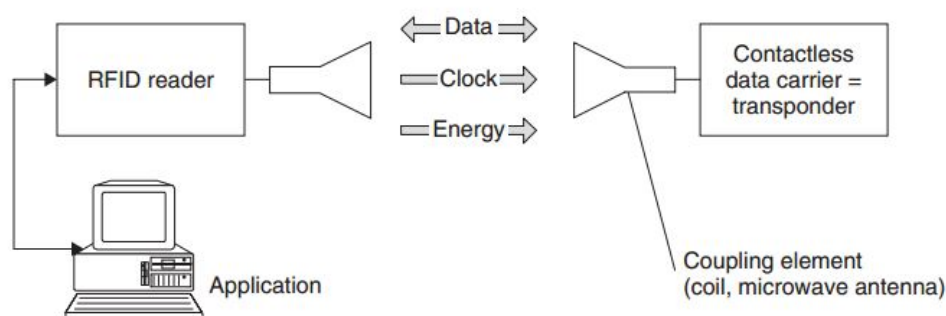 RFID reader
Data
Clock
Energy
Contactless
data carrier =
transponder
Application
Coupling element
(coil, microwave antenna)